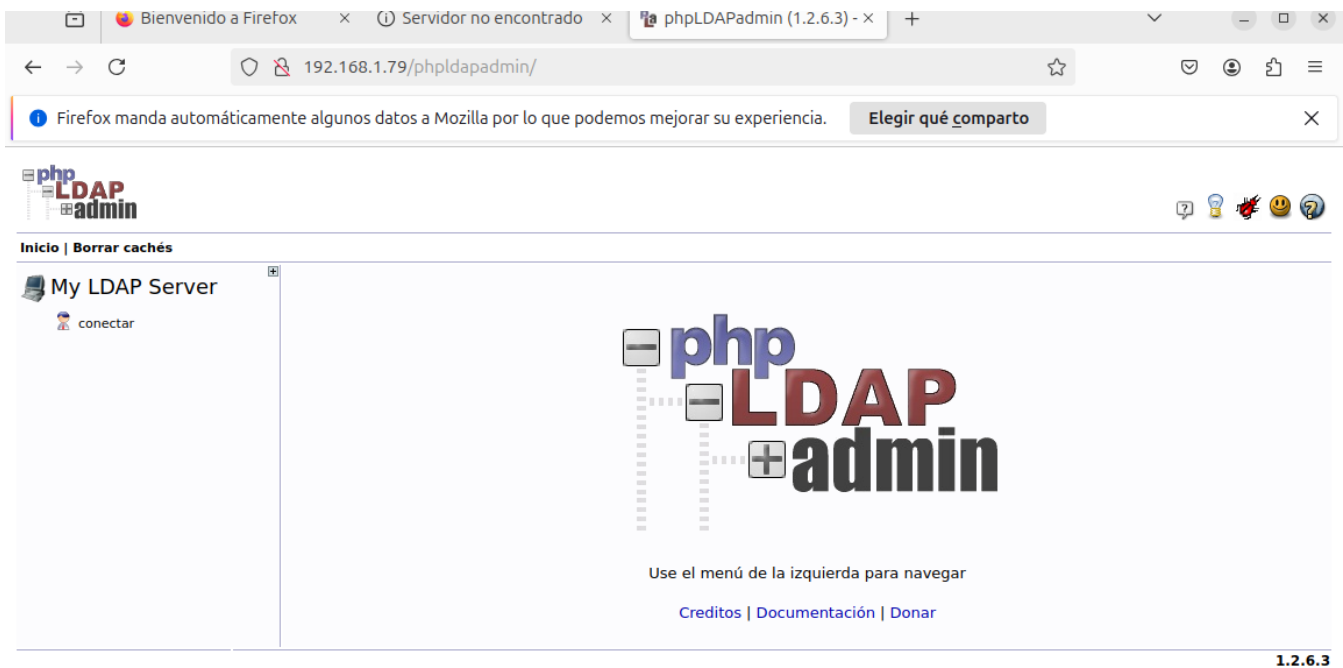 Bienvenido a Firefox
Servidor no encontrado
phpLDAPadmin (1.2.6.3) -
192.168.1.79/phpldapadmin/
Firefox manda automáticamente algunos datos a Mozilla por lo que podemos mejorar su experiencia. Elegir qué comparto
php
LDAP
admin
Inicio | Borrar cachés
My LDAP Server
conectar
php
LDAP
admin
Use el menú de la izquierda para navegar
Creditos | Documentación | Donar
1.2.6.3